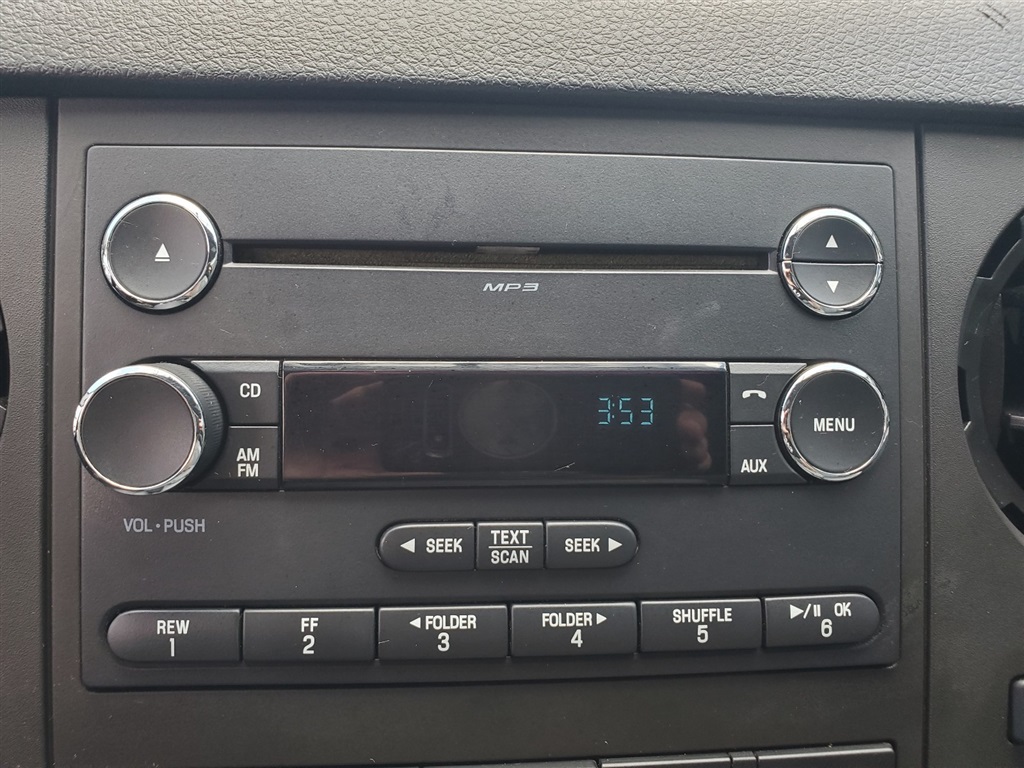 MP3
CD
3:53
MENU
AM
FM
AUX
VOL•PUSH
◄ SEEK
TEXT
SCAN
SEEK ►
REW
1
FF
2
◄FOLDER
3
FOLDER►
4
SHUFFLE
5
►/II OK
6